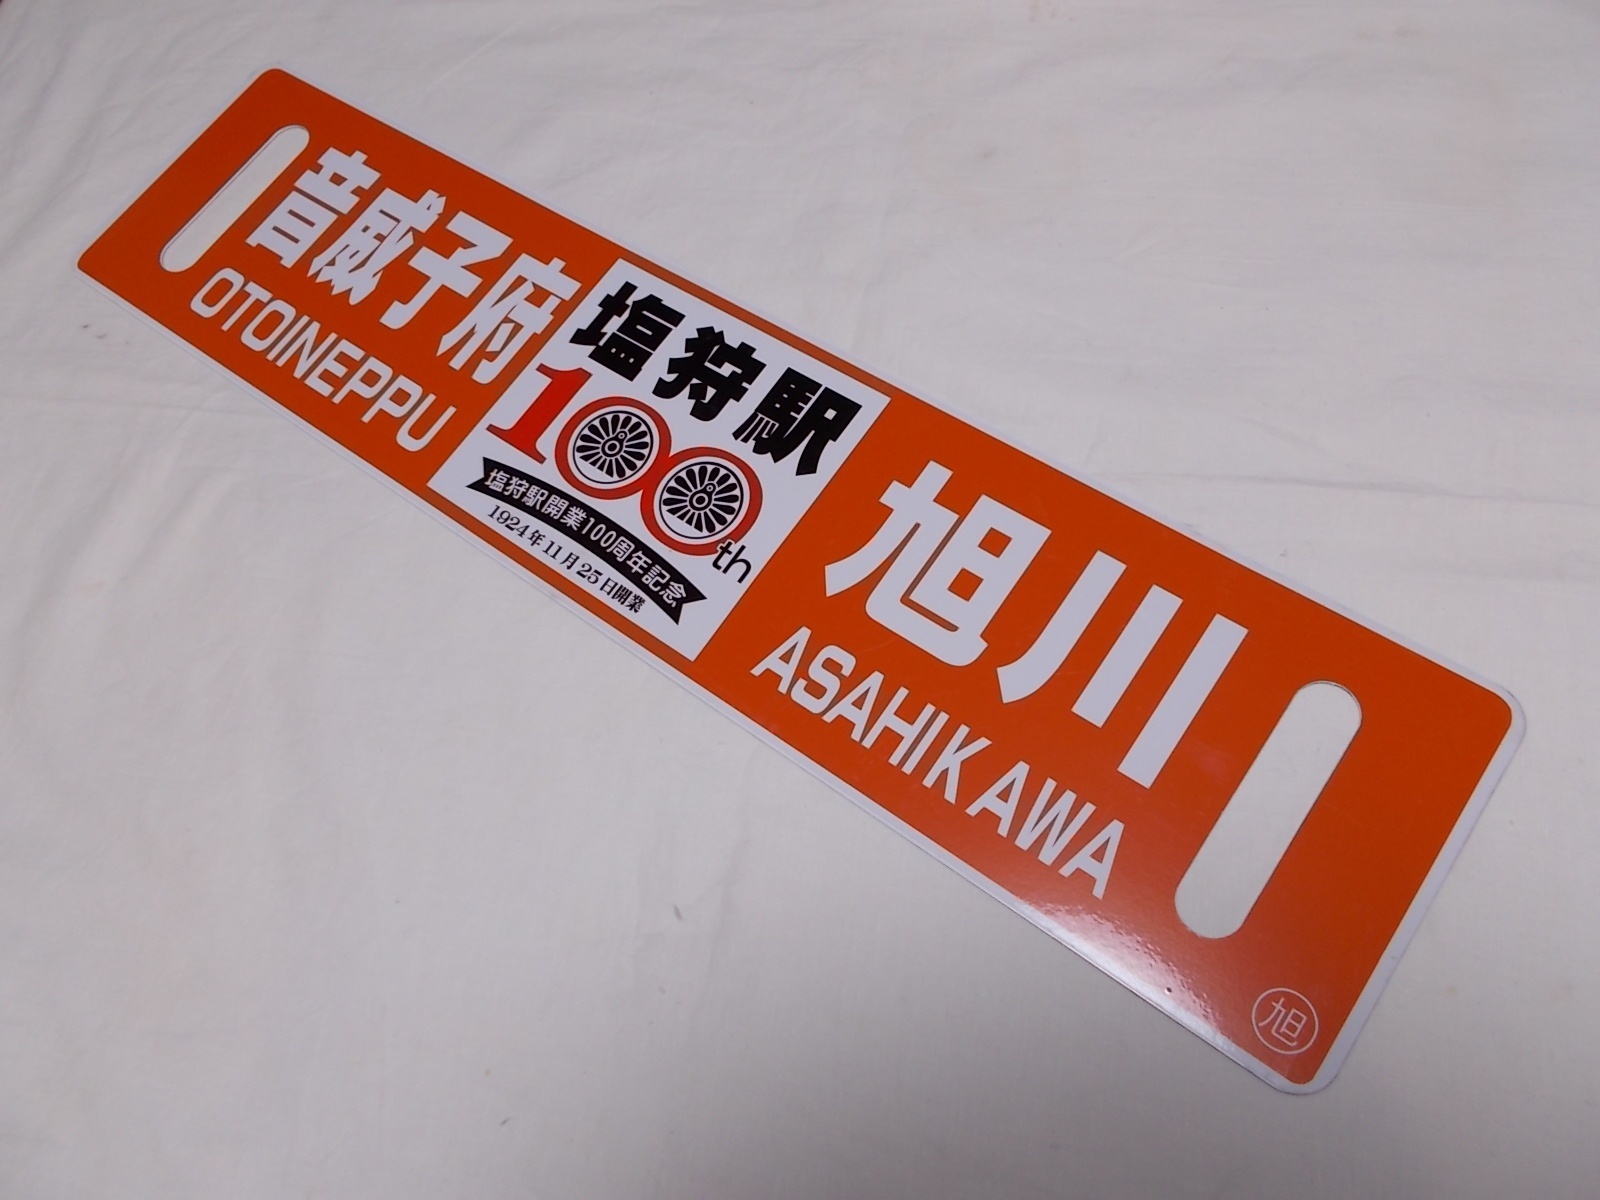 音威子府
OTOINEPPU
塩狩駅
100th
塩狩駅開業100周年記念
1924年11月25日開業
旭川
ASAHIKAWA
旭